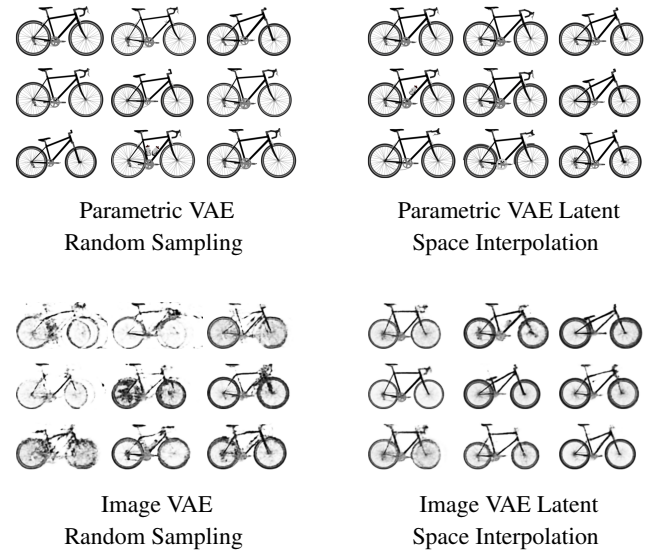 Parametric VAE
Random Sampling
Parametric VAE Latent
Space Interpolation
Image VAE
Random Sampling
Image VAE Latent
Space Interpolation